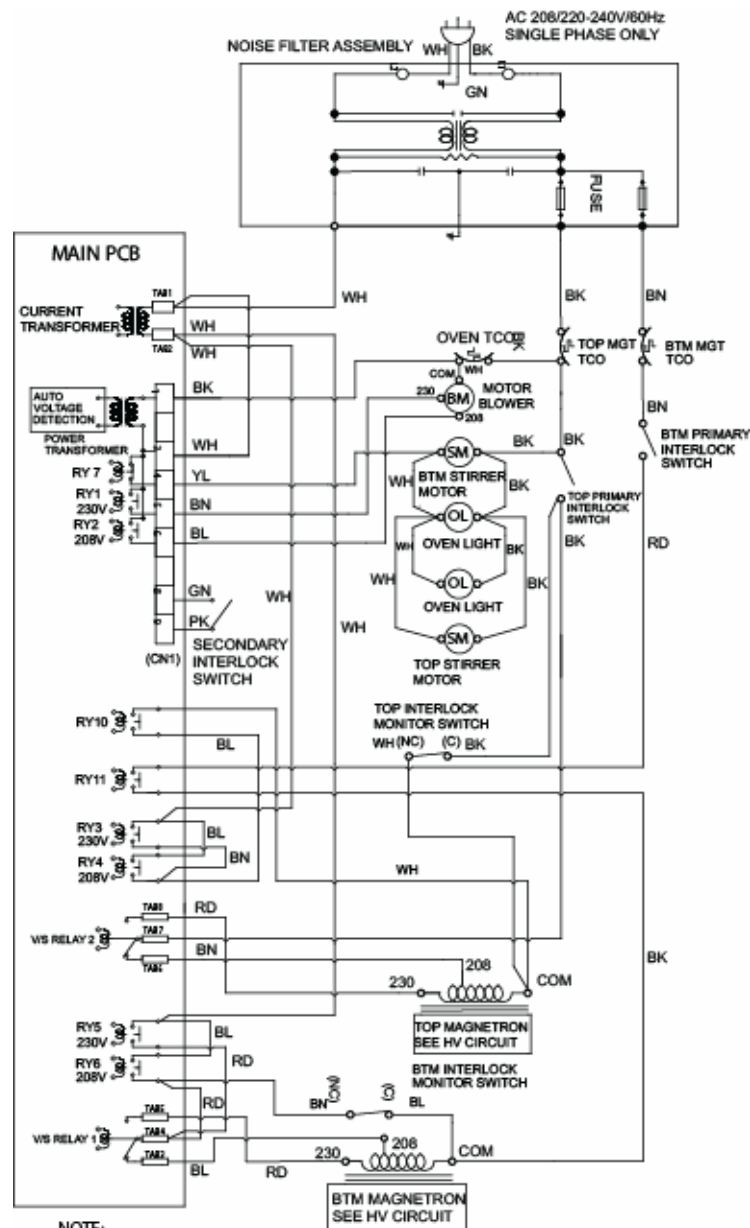 AC 208/220-240V/60Hz
SINGLE PHASE ONLY
NOISE FILTER ASSEMBLY
WH
BK
GN
FUSE
MAIN PCB
CURRENT
TRANSFORMER
TAB1
TAB2
WH
WH
WH
BK
BN
OVEN TCO
BK
TOP MGT
TCO
BTM MGT
TCO
BK
COM
WH
230
BM
MOTOR
BLOWER
208
AUTO
VOLTAGE
DETECTION
POWER
TRANSFORMER
WH
YL
BN
BL
RY 7
RY1
230V
RY2
208V
SM
BK
BK
BN
BTM PRIMARY
INTERLOCK
SWITCH
BTM STIRRER
MOTOR
WH
BK
OL
OVEN LIGHT
TOP PRIMARY
INTERLOCK
SWITCH
BK
RD
WH
BK
WH
BK
OL
OVEN LIGHT
SM
TOP STIRRER
MOTOR
GN
PK
WH
WH
(CN1)
SECONDARY
INTERLOCK
SWITCH
TOP INTERLOCK
MONITOR SWITCH
WH (NC) (C) BK
RY10
BL
RY11
RY3
230V
RY4
208V
BL
BN
WH
RD
V/S RELAY 2
TAB7
BN
BK
230
208
COM
TOP MAGNETRON
SEE HV CIRCUIT
RY5
230V
RY6
208V
BL
RD
RD
BTM INTERLOCK
MONITOR SWITCH
BN
(NC)
(C)
BL
TAB5
TAB4
V/S RELAY 1
BL
RD
230
208
COM
BTM MAGNETRON
SEE HV CIRCUIT
NOTE: